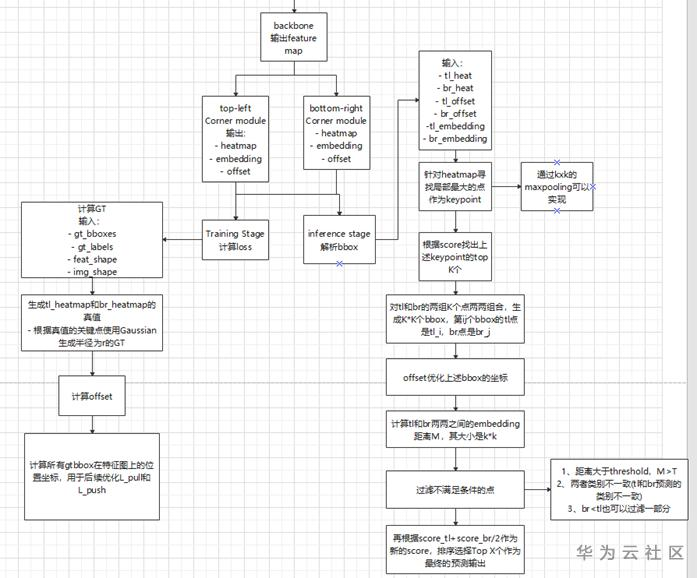 backbone
输出feature
map
top-left
Corner module
输出:
- heatmap
- embedding
- offset
bottom-right
Corner module
- heatmap
- embedding
- offset
Training Stage
计算loss
inference stage
解析bbox
计算GT
输入:
- gt_bboxes
- gt_labels
- feat_shape
- img_shape
生成tl_heatmap和br_heatmap的
真值
- 根据真值的关键点使用Gaussian
生成半径为r的GT
计算offset
计算所有gtbbox在特征图上的位
置坐标，用于后续优化L_pull和
L_push
输入:
- tl_heat
- br_heat
- tl_offset
- br_offset
-tl_embedding
- br_embedding
针对heatmap寻
找局部最大的点
作为keypoint
通过kxk的
maxpooling可以
实现
根据score找出上
述keypoint的top
K个
对tl和br的两组K个点两两组合，生
成K*K个bbox，第ij个bbox的tl点
是tl_i，br点是br_j
offset优化上述bbox的坐标
计算tl和br两两之间的embedding
距离M，其大小是k*k
过滤不满足条件的点
1、距离大于threshold，M>T
2、两者类别不一致(tl和br预测的
类别不一致)
3、br<tl也可以过滤一部分
再根据score_tl+score_br/2作为
新的score，排序选择Top X个作为
最终的预测输出
华为云社区